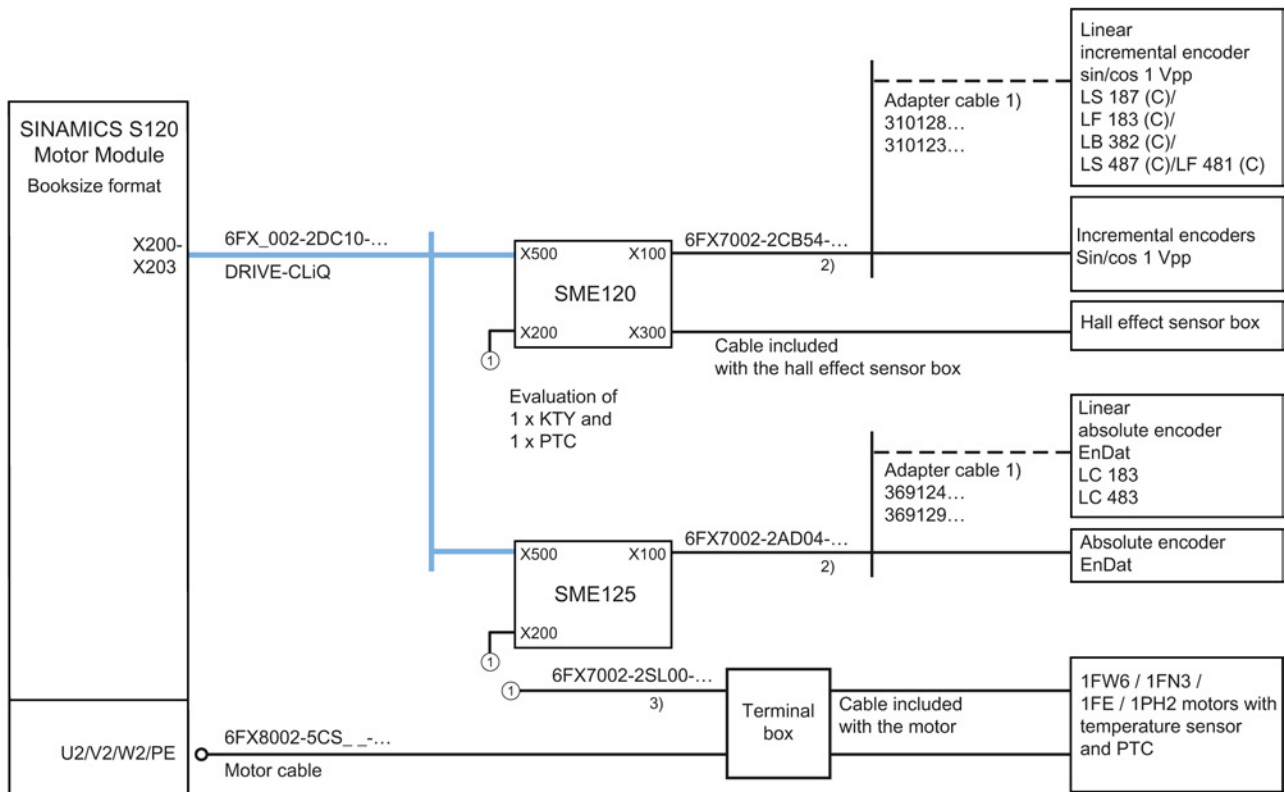 SINAMICS S120
Motor Module
Booksize format
X200-
X203
U2/V2/W2/PE
6FX_002-2DC10-…
DRIVE-CLiQ
X500
X100
SME120
X200
X300
1
Evaluation of
1 x KTY and
1 x PTC
6FX7002-2CB54-…
2)
Adapter cable 1)
310128…
310123…
Linear
incremental encoder
sin/cos 1 Vpp
LS 187 (C)/
LF 183 (C)/
LB 382 (C)/
LS 487 (C)/LF 481 (C)
Incremental encoders
Sin/cos 1 Vpp
Cable included
with the hall effect sensor box
Hall effect sensor box
X500
X100
SME125
X200
1
6FX7002-2AD04-…
2)
Adapter cable 1)
369124…
369129…
Linear
absolute encoder
EnDat
LC 183
LC 483
Absolute encoder
EnDat
1
6FX7002-2SL00-…
3)
Terminal
box
Cable included
with the motor
1FW6 / 1FN3 /
1FE / 1PH2 motors with
temperature sensor
and PTC
6FX8002-5CS_ _-…
Motor cable